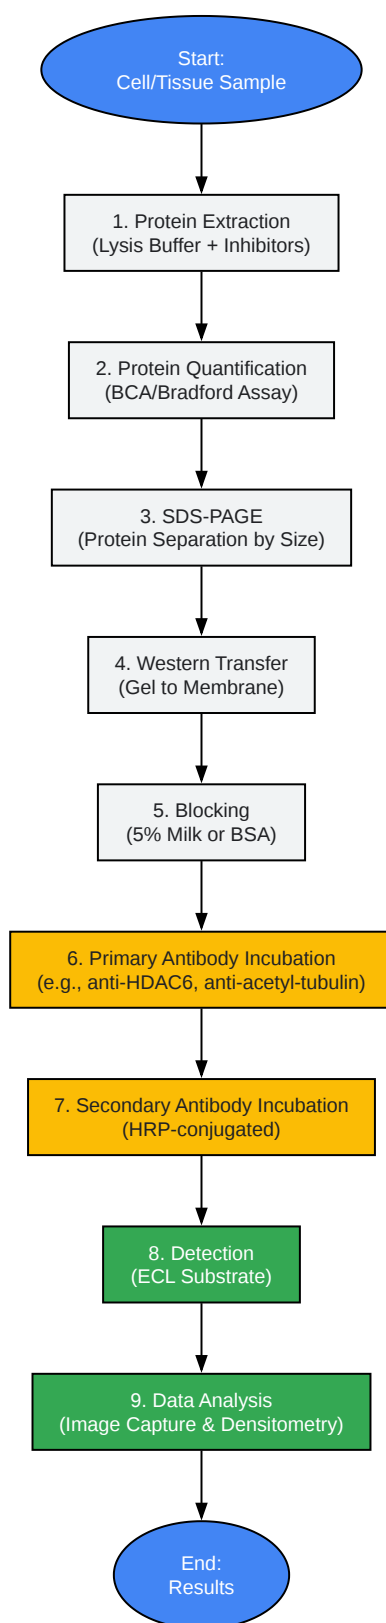 Start:
Cell/Tissue Sample
1. Protein Extraction
(Lysis Buffer + Inhibitors)
2. Protein Quantification
(BCA/Bradford Assay)
3. SDS-PAGE
(Protein Separation by Size)
4. Western Transfer
(Gel to Membrane)
5. Blocking
(5% Milk or BSA)
6. Primary Antibody Incubation
(e.g., anti-HDAC6, anti-acetyl-tubulin)
7. Secondary Antibody Incubation
(HRP-conjugated)
8. Detection
(ECL Substrate)
9. Data Analysis
(Image Capture & Densitometry)
End:
Results